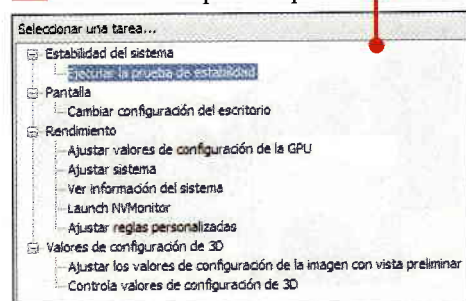 Seleccionar una tarea...
Estabilidad del sistema
Ejecutar la prueba de estabilidad
Pantalla
Cambiar configuración del escritorio
Rendimiento
Ajustar valores de configuración de la GPU
Ajustar sistema
Ver información del sistema
Launch NVMonitor
Ajustar reglas personalizadas
Valores de configuración de 3D
Ajustar los valores de configuración de la imagen con vista preliminar
Controla valores de configuración de 3D